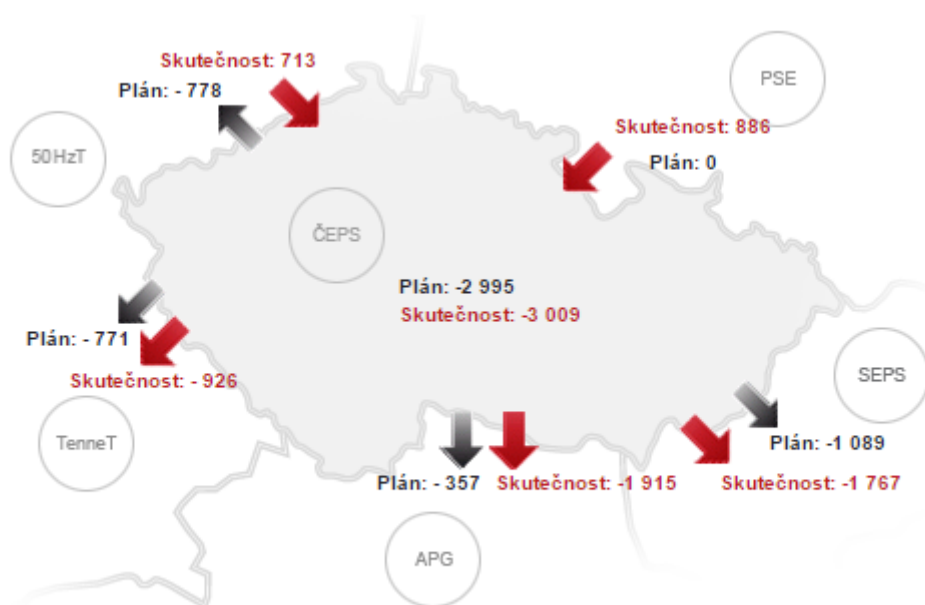 Skutečnost: 713
Plán: - 778
PSE
Skutečnost: 886
Plán: 0
50HzT
ČEPS
Plán: -2 995
Skutečnost: -3 009
Plán: - 771
Skutečnost: - 926
SEPS
TenneT
Plán: -1 089
Plán: - 357
Skutečnost: -1 915
Skutečnost: -1 767
APG